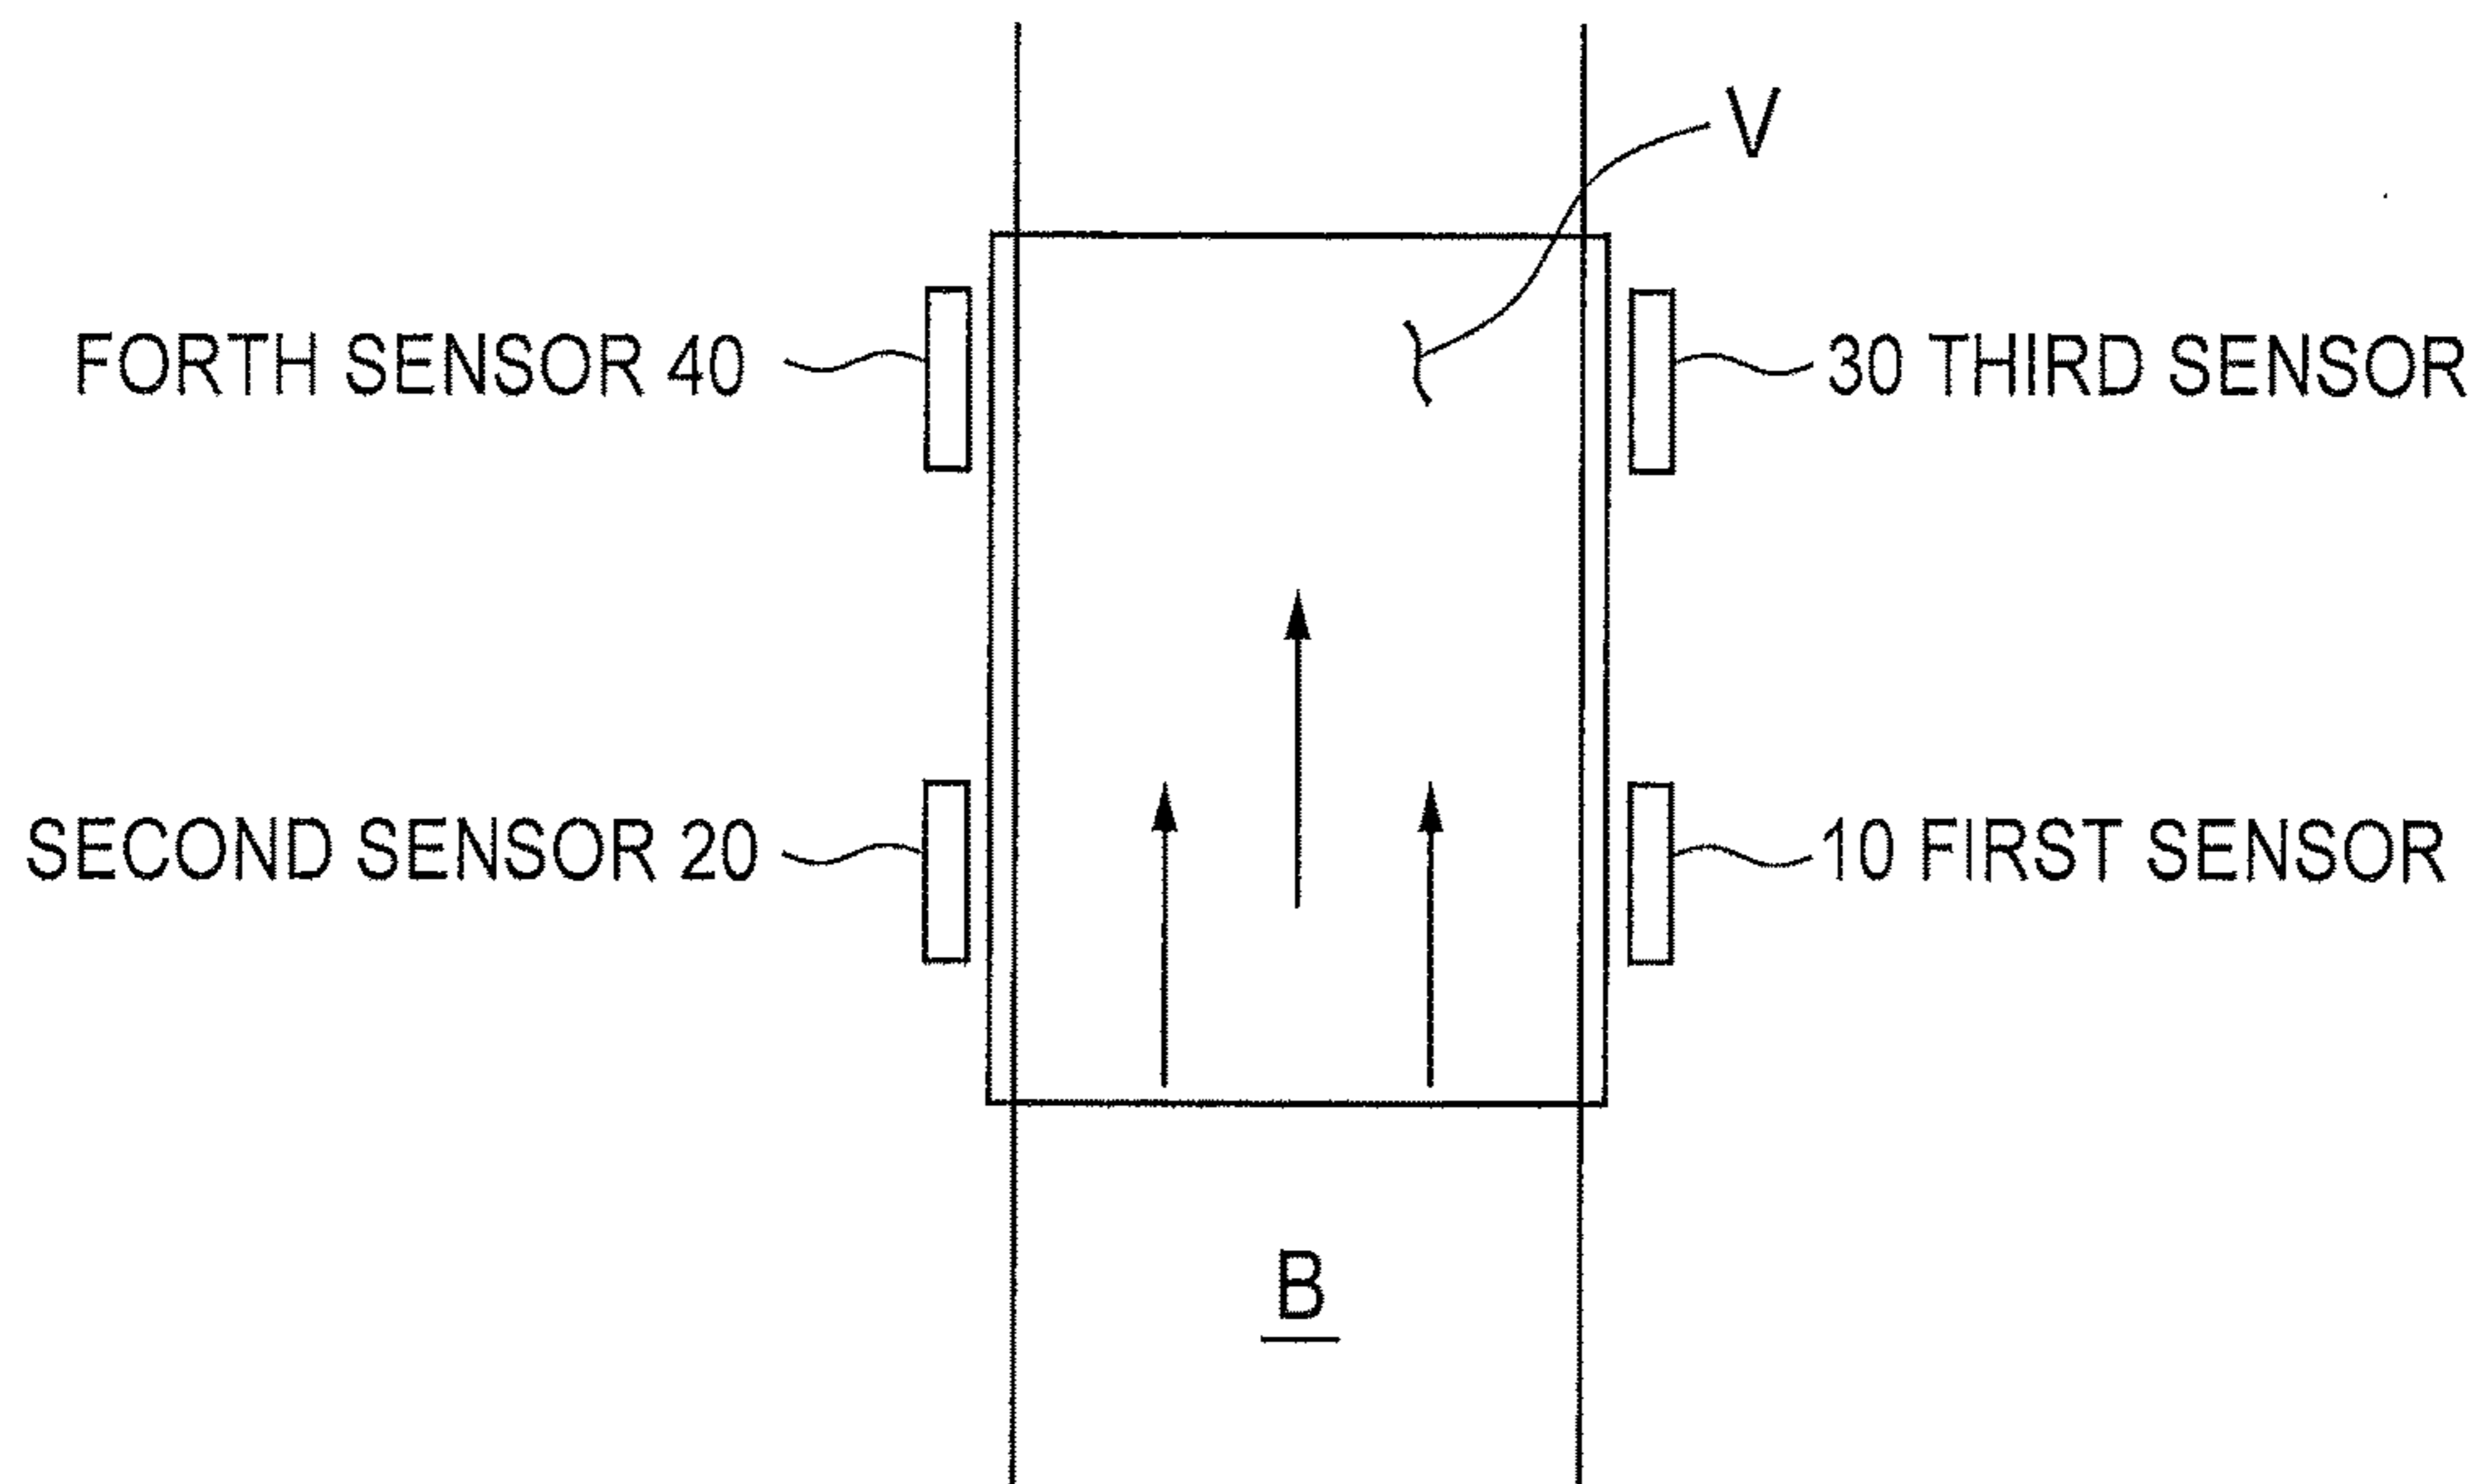 V
FORTH SENSOR 40
30 THIRD SENSOR
SECOND SENSOR 20
10 FIRST SENSOR
B